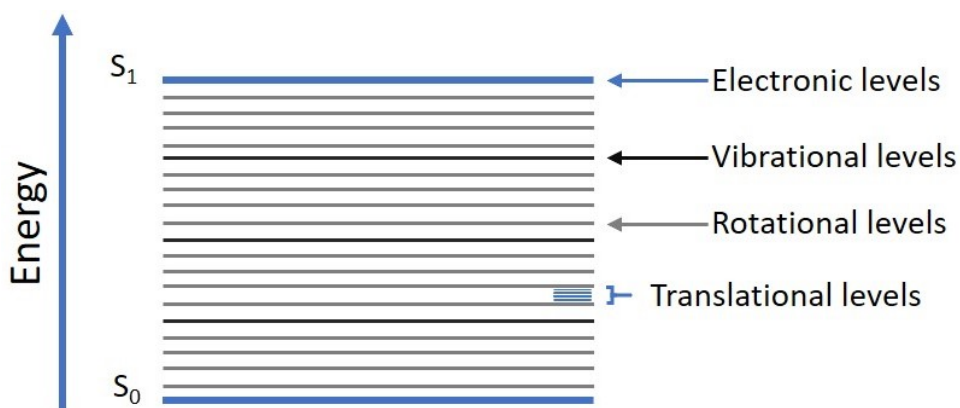 S₁
Electronic levels
Vibrational levels
Energy
Rotational levels
Translational levels
S₀